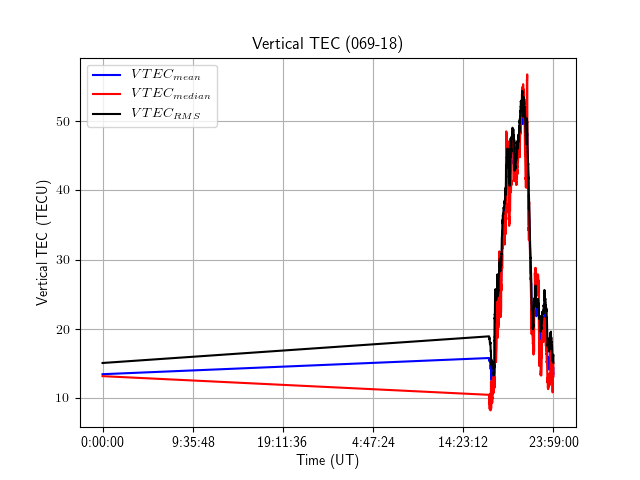 Vertical TEC (069-18)
VTEC_mean
VTEC_median
VTEC_RMS
Vertical TEC (TECU)
50
40
30
20
10
0:00:00 9:35:48 19:11:36 4:47:24 14:23:12 23:59:00
Time (UT)